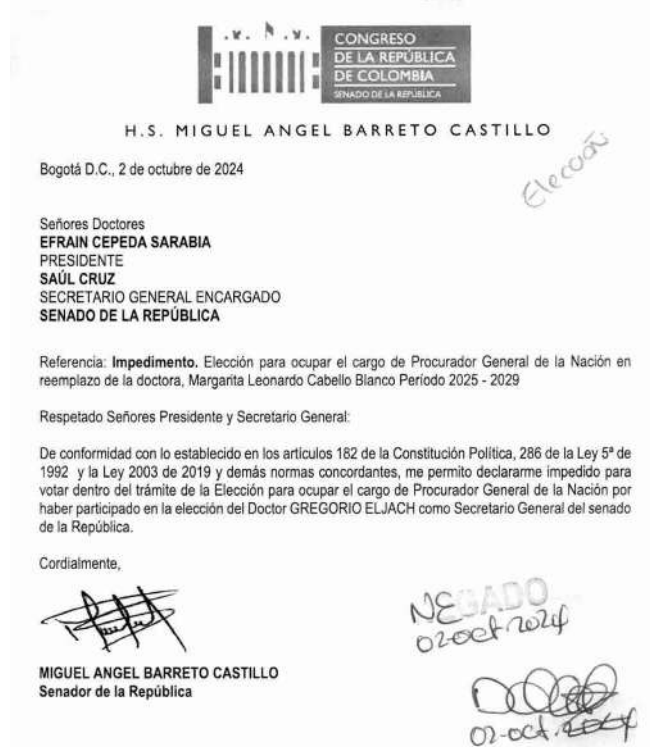 CONGRESO
DE LA REPÚBLICA
DE COLOMBIA
SENADO DE LA REPÚBLICA
H.S. MIGUEL ANGEL BARRETO CASTILLO
Elección
Bogotá D.C., 2 de octubre de 2024
Señores Doctores
EFRAIN CEPEDA SARABIA
PRESIDENTE
SAÚL CRUZ
SECRETARIO GENERAL ENCARGADO
SENADO DE LA REPÚBLICA
Referencia: Impedimento. Elección para ocupar el cargo de Procurador General de la Nación en
reemplazo de la doctora, Margarita Leonardo Cabello Blanco Período 2025 - 2029
Respetado Señores Presidente y Secretario General:
De conformidad con lo establecido en los artículos 182 de la Constitución Política, 286 de la Ley 5ª de
1992 y la Ley 2003 de 2019 y demás normas concordantes, me permito declararme impedido para
votar dentro del trámite de la Elección para ocupar el cargo de Procurador General de la Nación por
haber participado en la elección del Doctor GREGORIO ELJACH como Secretario General del senado
de la República.
Cordialmente,
NEGADO
02-oct-2024
MIGUEL ANGEL BARRETO CASTILLO
Senador de la República
02-oct-2024